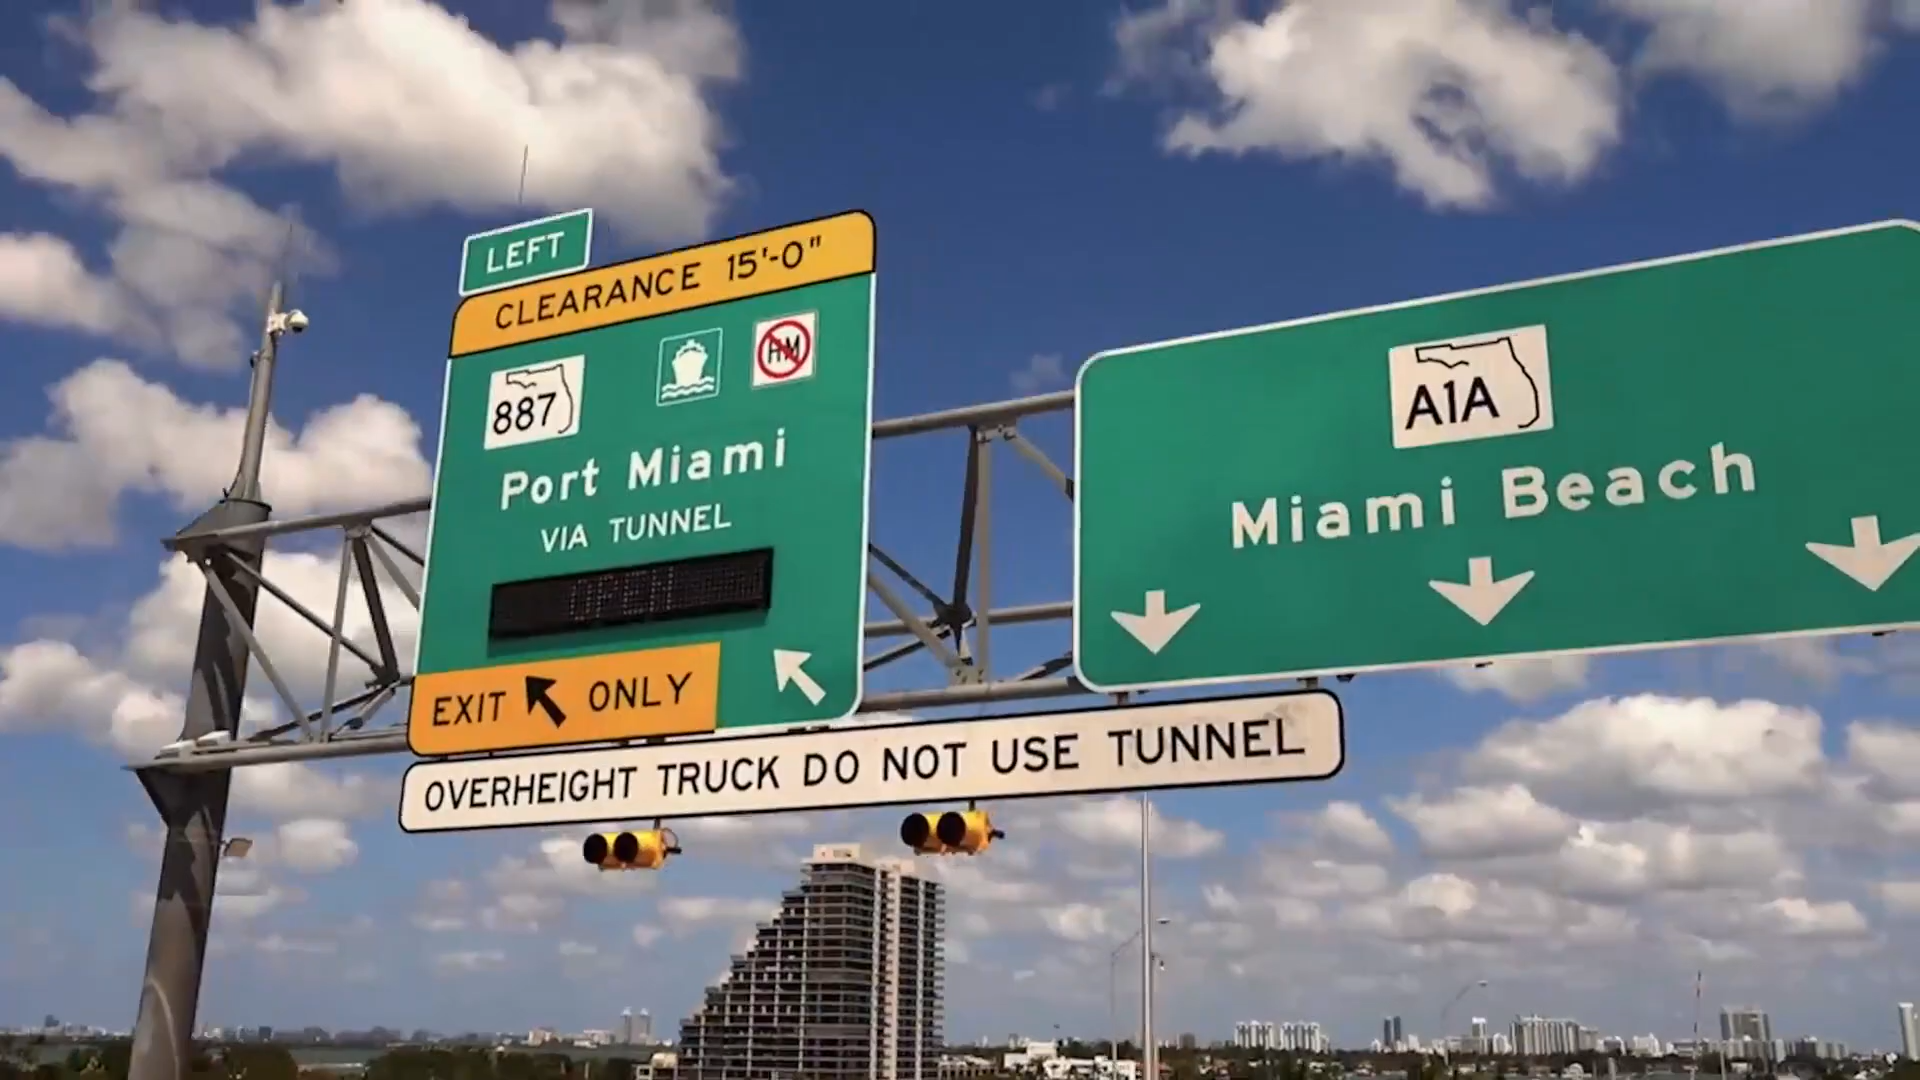 LEFT
CLEARANCE 15'-0"
887
HM
Port Miami
VIA TUNNEL
OPEN
EXIT ONLY
A1A
Miami Beach
OVERHEIGHT TRUCK DO NOT USE TUNNEL